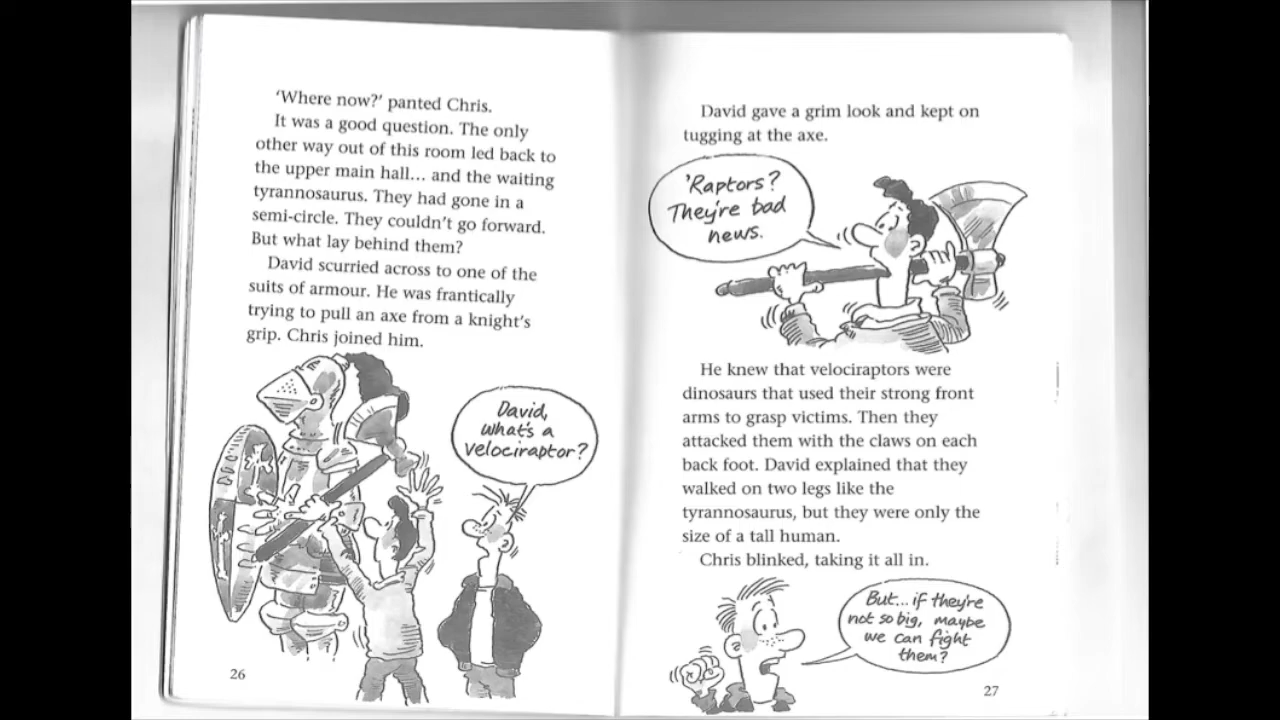 'Where now?' panted Chris.
It was a good question. The only
other way out of this room led back to
the upper main hall... and the waiting
tyrannosaurus. They had gone in a
semi-circle. They couldn't go forward.
But what lay behind them?
David scurried across to one of the
suits of armour. He was frantically
trying to pull an axe from a knight's
grip. Chris joined him.
David,
what's a
velociraptor?
26
David gave a grim look and kept on
tugging at the axe.
'Raptors?
They're bad
news.
He knew that velociraptors were
dinosaurs that used their strong front
arms to grasp victims. Then they
attacked them with the claws on each
back foot. David explained that they
walked on two legs like the
tyrannosaurus, but they were only the
size of a tall human.
Chris blinked, taking it all in.
But... if they're
not so big, maybe
we can fight
them?
27